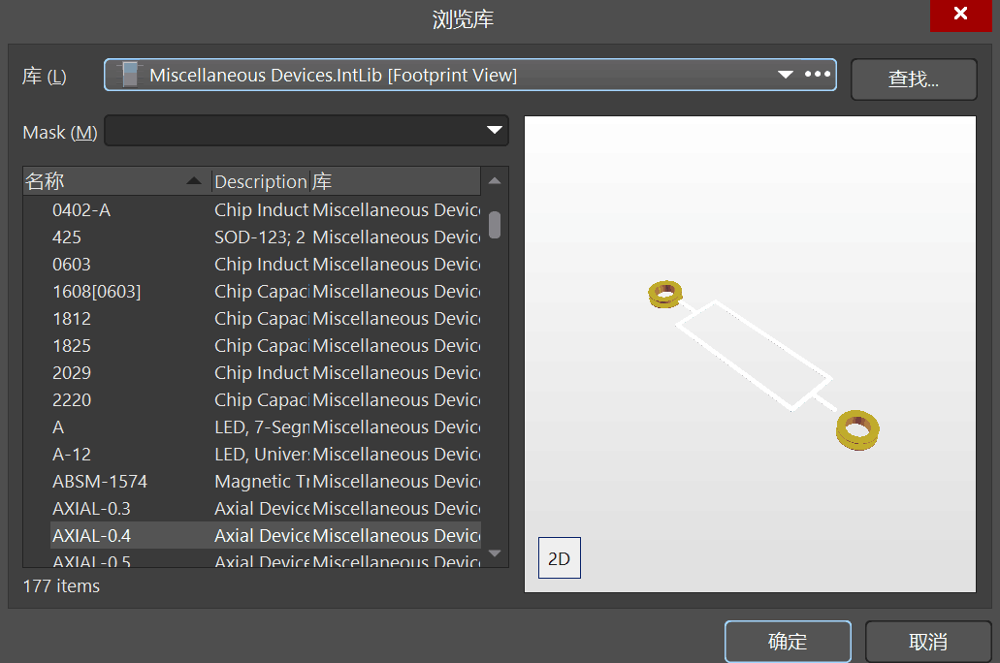 浏览库
库 (L)
Miscellaneous Devices.IntLib [Footprint View]
查找...
Mask (M)
名称 Description 库
0402-A Chip Induct Miscellaneous Devic
425 SOD-123; 2 Miscellaneous Devic
0603 Chip Induct Miscellaneous Devic
1608[0603] Chip Capac Miscellaneous Devic
1812 Chip Capac Miscellaneous Devic
1825 Chip Capac Miscellaneous Devic
2029 Chip Induct Miscellaneous Devic
2220 Chip Capac Miscellaneous Devic
A LED, 7-Segn Miscellaneous Devic
A-12 LED, Univer Miscellaneous Devic
ABSM-1574 Magnetic Tr Miscellaneous Devic
AXIAL-0.3 Axial Device Miscellaneous Devic
AXIAL-0.4 Axial Device Miscellaneous Devic
AXIAL-0.5 Axial Device Miscellaneous Devic
2D
177 items
确定
取消